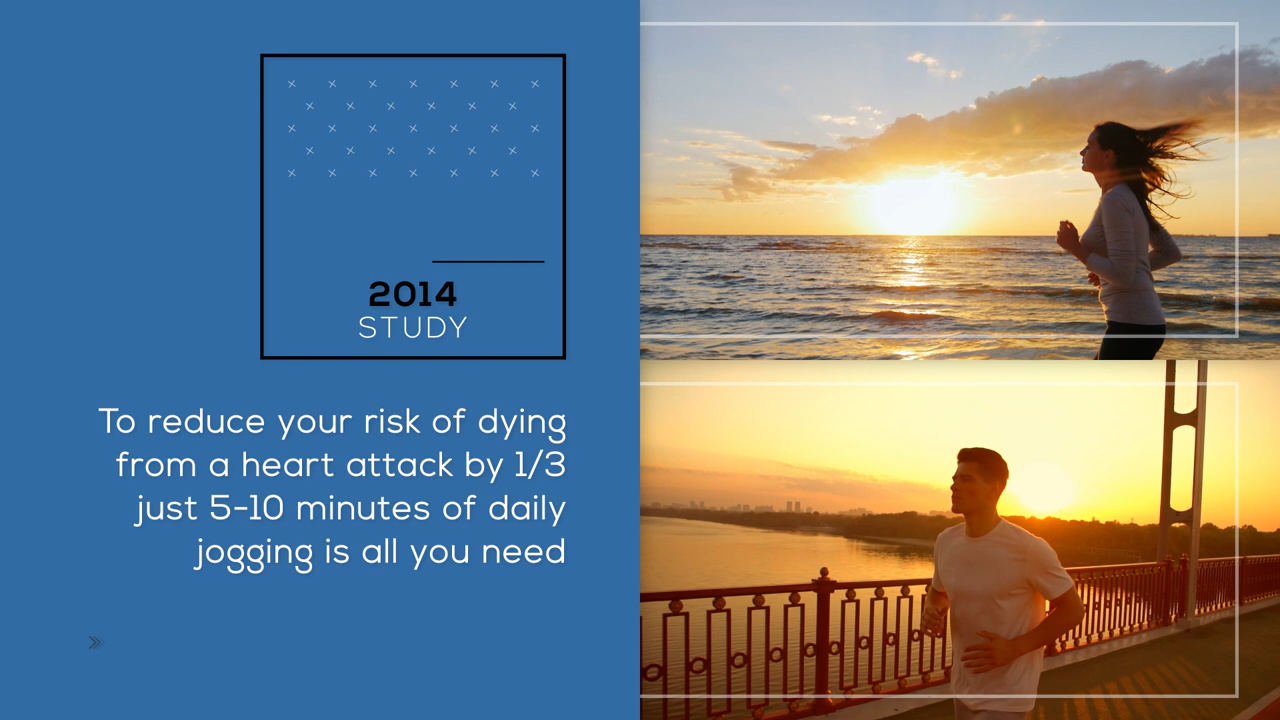 2014
STUDY
To reduce your risk of dying
from a heart attack by 1/3
just 5-10 minutes of daily
jogging is all you need